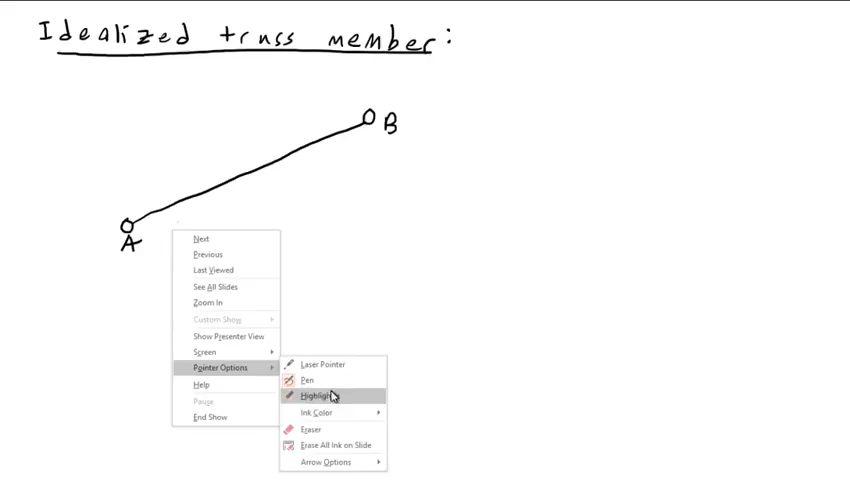 Idealized truss member:
B
A
Next
Previous
Last Viewed
See All Slides
Zoom In
Custom Show
Show Presenter View
Screen
Pointer Options
Help
Pause
End Show
Laser Pointer
Pen
Ink Color
Eraser
Erase All Ink on Slide
Arrow Options